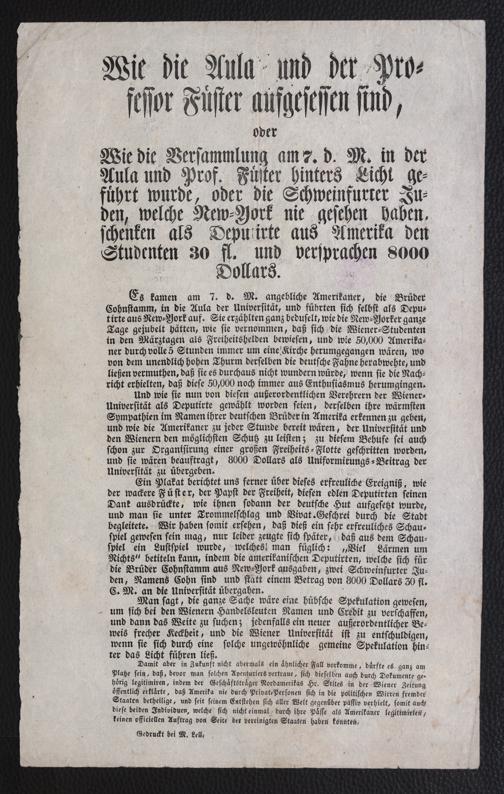 Wie die Aula und der Pro-
fessor Füster aufgesessen sind,
oder
Wie die Versammlung am 7. d. M. in der
Aula und Prof. Füster hinters Licht ge-
führt wurde, oder die Schweinfurter Ju-
den, welche New-York nie gesehen haben,
schenken als Deputirte aus Amerika den
Studenten 30 fl. und versprachen 8000
Dollars.
Es kamen am 7. d. M. angebliche Amerikaner, die Brüder
Cohnstamm, in die Aula der Universität, und führten sich selbst als Depu-
tirte aus New-York auf. Sie erzählten ganz beduselt, wie die New-Yorker ganze
Tage gejubelt hätten, wie sie vernommen, daß sich die Wiener-Studenten
in den Märztagen als Freiheitshelden bewiesen, und wie 50,000 Amerika-
ner durch volle 5 Stunden immer um eine Kirche herumgegangen wären, wo
von dem unendlich hohen Thurm derselben die deutsche Fahne herabwehte, und
ließen vermuthen, daß sie es durchaus nicht wundern würde, wenn sie die Nach-
richt erhielten, daß diese 50,000 noch immer aus Enthusiasmus herumgingen.
Und wie sie nun von diesen außerordentlichen Verehrern der Wiener-
Universität als Deputirte gewählt worden seien, derselben ihre wärmsten
Sympathien im Namen ihrer deutschen Brüder in Amerika erkennen zu geben,
und wie die Amerikaner zu jeder Stunde bereit wären, der Universität und
den Wienern den möglichsten Schutz zu leisten; zu diesem Behufe sei auch
schon zur Organisirung einer großen Freiheits-Flotte geschritten worden,
und sie wären beauftragt, 8000 Dollars als Uniformirungs-Beitrag der
Universität zu übergeben.
Ein Plakat berichtet uns ferner über dieses erfreuliche Ereigniß, wie
der wackere Füster, der Papst der Freiheit, diesen edlen Deputirten seinen
Dank ausdrückte, wie ihnen sodann der deutsche Hut aufgesetzt wurde,
und man sie unter Trommelschlag und Vivat-Geschrei durch die Stadt
begleitete. Wir haben somit ersehen, daß dieß ein sehr erfreuliches Schau-
spiel gewesen sein mag, nur leider zeugte sich später, daß aus dem Schau-
spiel ein Lustspiel wurde, welches man füglich: „Viel Lärmen um
Nichts" betiteln kann, indem die amerikanischen Deputirten, welche sich für
die Brüder Cohnstamm aus New-York ausgaben, zwei Schweinfurter Ju-
den, Namens Cohn sind und statt einem Betrag von 8000 Dollars 30 fl.
C. M. an die Universität übergaben.
Man sagt, die ganze Sache wäre eine hübsche Spekulation gewesen,
um sich bei den Wienern Handelsleuten Namen und Credit zu verschaffen,
und dann das Weite zu suchen; jedenfalls ein neuer außerordentlicher Be-
weis frecher Keckheit, und die Wiener Universität ist zu entschuldigen,
wenn sie sich durch eine solche ungewöhnliche gemeine Spekulation hin-
ter das Licht führen ließ.
Damit aber in Zukunft nicht abermals ein ähnlicher Fall vorkomme, dürfte es ganz am
Platze sein, daß, bevor man solchen Aventuriers vertraue, sich dieselben auch durch Dokumente ge-
hörig legitimiren, indem der Geschäftsträger Nordamerikas Hr. Stiles in der Wiener Zeitung
öffentlich erklärte, daß Amerika nie durch Private-Personen sich in die politischen Wirren fremder
Staaten betheilige, und seit seinem Entstehen sich aller Welt gegenüber passiv verhielt, somit auch
diese beiden Individuen, welche sich nicht einmal durch ihre Pässe als Amerikaner legitimirten,
keinen officiellen Auftrag von Seite der vereinigten Staaten haben konnten.
Gedruckt bei M. Lell.